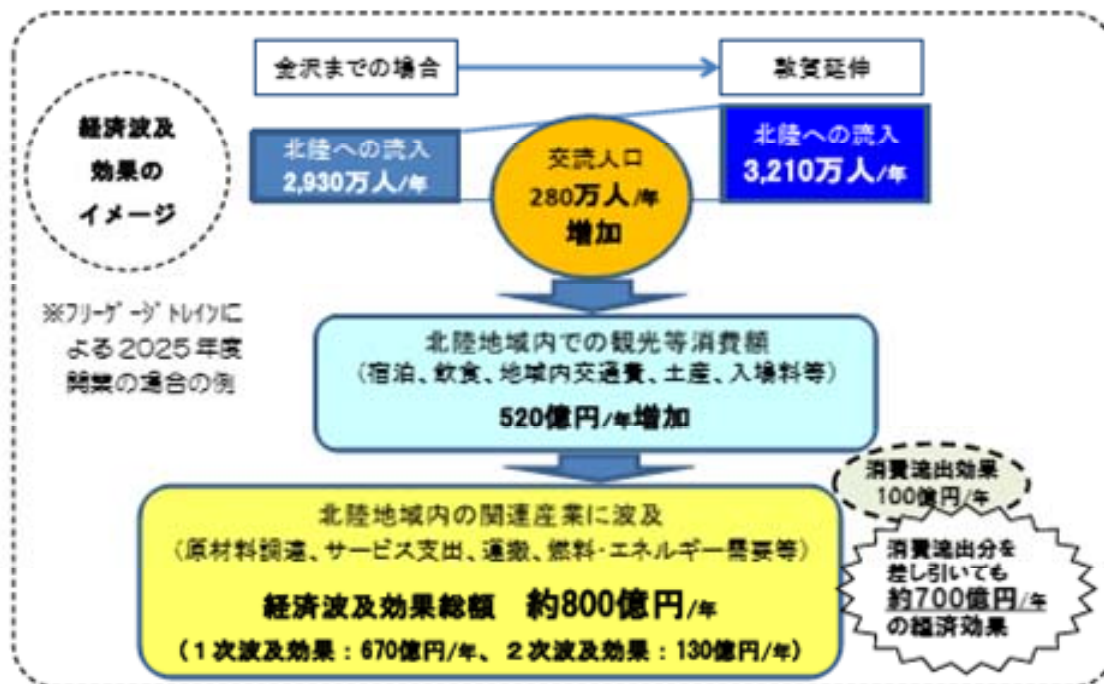 金沢までの場合
敦賀延伸
経済波及
効果の
イメージ
北陸への流入
2,930万人/年
交流人口
280万人/年
増加
北陸への流入
3,210万人/年
※フリーゲージトレインに
よる2025年度
開業の場合の例
北陸地域内での観光等消費額
（宿泊、飲食、地域内交通費、土産、入場料等）
520億円/年増加
消費流出効果
100億円/年
北陸地域内の関連産業に波及
（原材料調達、サービス支出、運搬、燃料・エネルギー需要等）
経済波及効果総額　約800億円/年
（1次波及効果：670億円/年、2次波及効果：130億円/年）
消費流出分を
差し引いても
約700億円/年
の経済効果